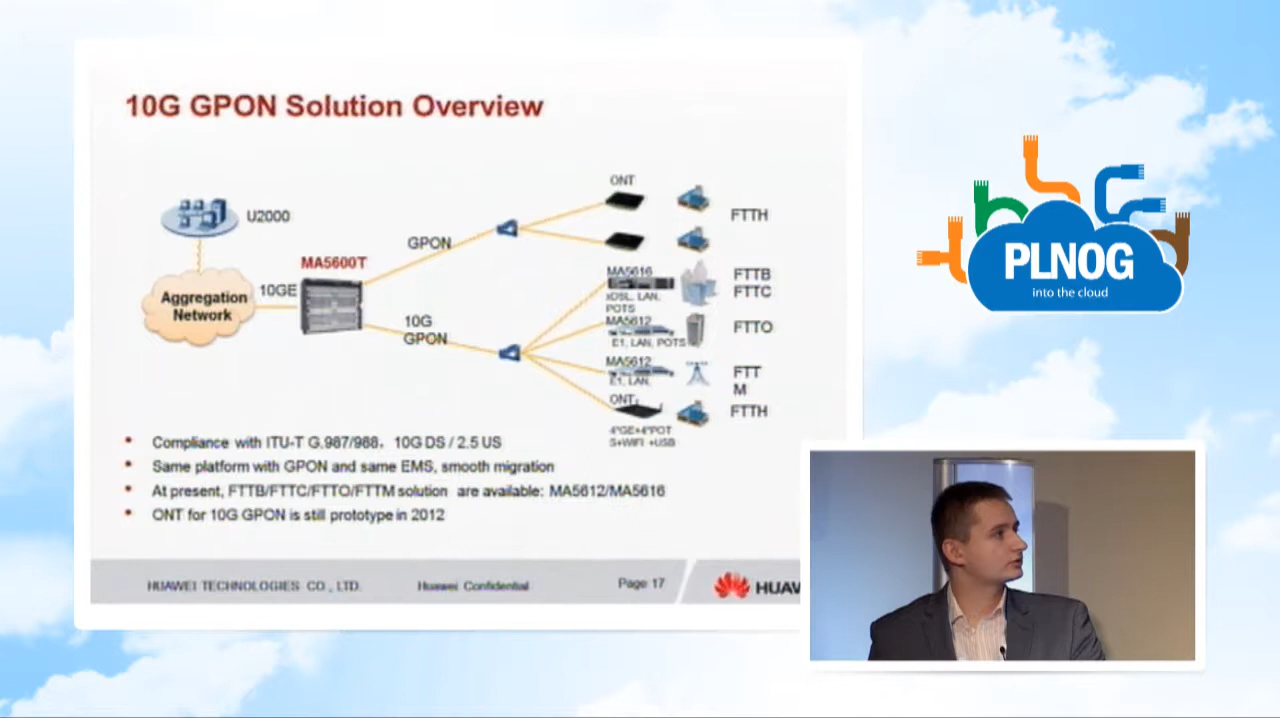 10G GPON Solution Overview
U2000
Aggregation
Network
10GE
MA5600T
GPON
10G
GPON
ONT
FTTH
MA5616
xDSL, LAN,
POTS
FTTB
FTTC
MA5612
E1, LAN, POTS
FTTO
MA5612
E1, LAN,
FTT
M
ONT
4*GE+4*POT
S+WIFI +USB
FTTH
• Compliance with ITU-T G.987/988, 10G DS / 2.5 US
• Same platform with GPON and same EMS, smooth migration
• At present, FTTB/FTTC/FTTO/FTTM solution are available: MA5612/MA5616
• ONT for 10G GPON is still prototype in 2012
HUAWEI TECHNOLOGIES CO., LTD.
Huawei Confidential
Page 17
HUAW
PLNOG
into the cloud